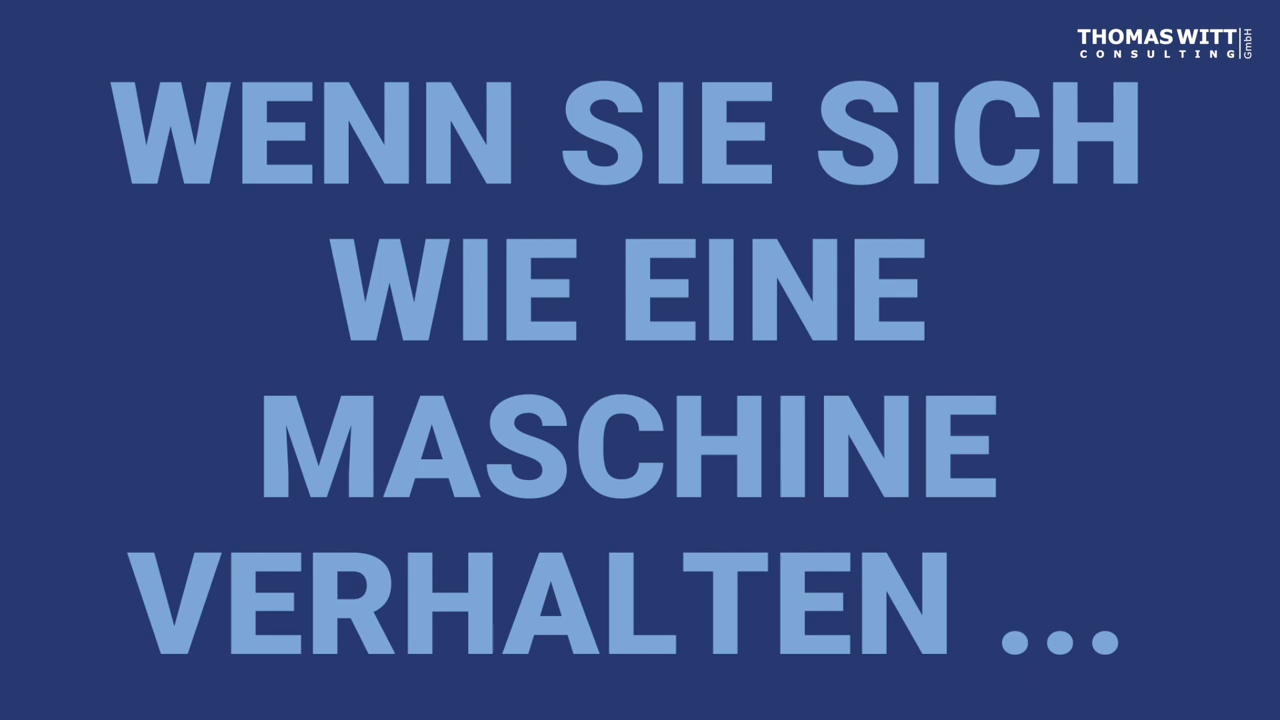 THOMAS WITT
CONSULTING
GmbH
WENN SIE SICH
WIE EINE
MASCHINE
VERHALTEN ...